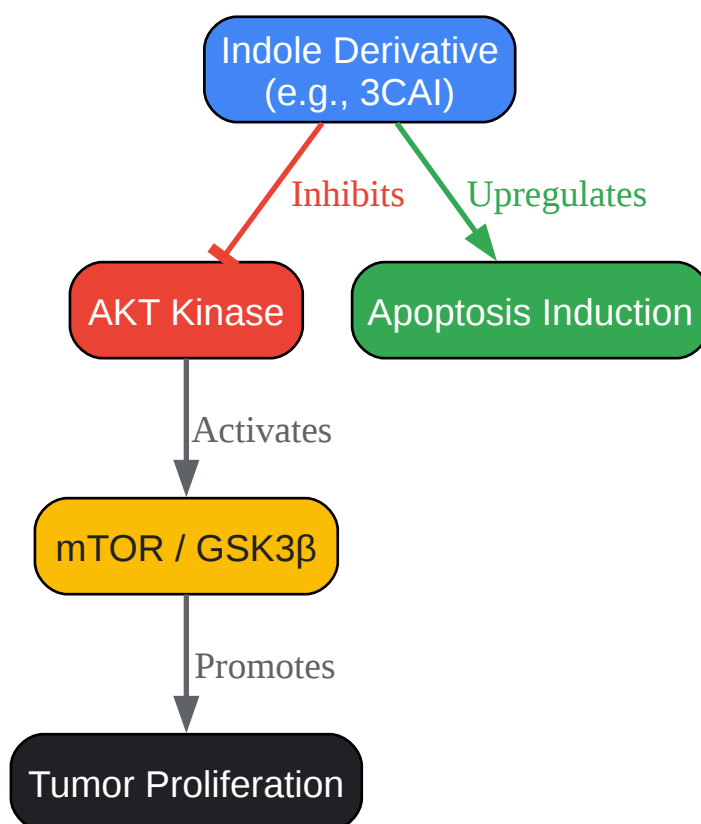 Indole Derivative
(e.g., 3CAI)
Inhibits
Upregulates
AKT Kinase
Apoptosis Induction
Activates
mTOR / GSK3β
Promotes
Tumor Proliferation